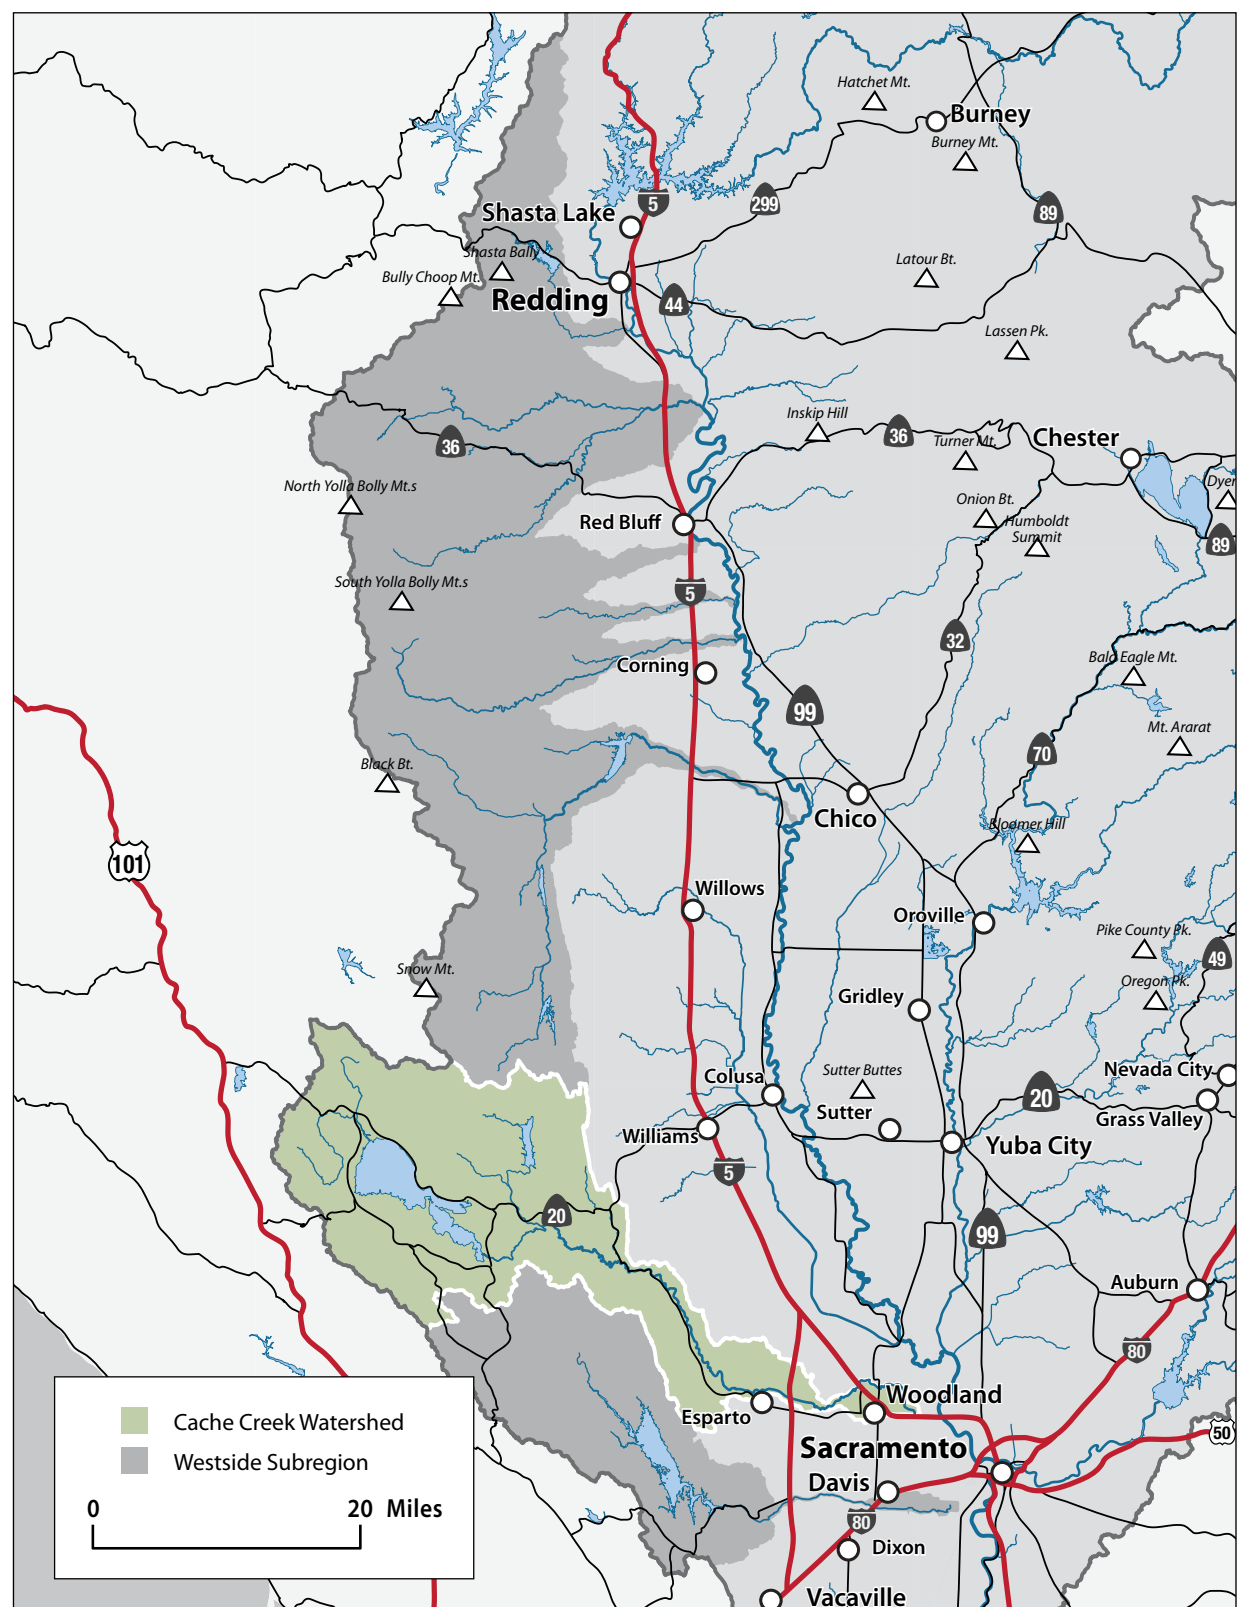 Hatchet Mt.
Burney
Burney Mt.
5
299
89
Shasta Lake
Shasta Bally
Bully Choop Mt.
Latour Bt.
Redding
44
Lassen Pk.
Inskip Hill
36
36
Turner Mt.
Chester
North Yolla Bolly Mt.s
Dyer
Onion Bt.
Humboldt
Summit
Red Bluff
89
South Yolla Bolly Mt.s
5
32
Corning
Bald Eagle Mt.
99
Mt. Ararat
70
Black Bt.
Chico
Bloomer Hill
101
Willows
Oroville
Pike County Pk.
49
Snow Mt.
Oregon Pk.
Gridley
Colusa
Sutter Buttes
Nevada City
20
Sutter
Grass Valley
Williams
Yuba City
5
20
99
Auburn
80
Woodland
Esparto
50
Sacramento
Davis
80
Dixon
Vacaville
Cache Creek Watershed
Westside Subregion
0 20 Miles